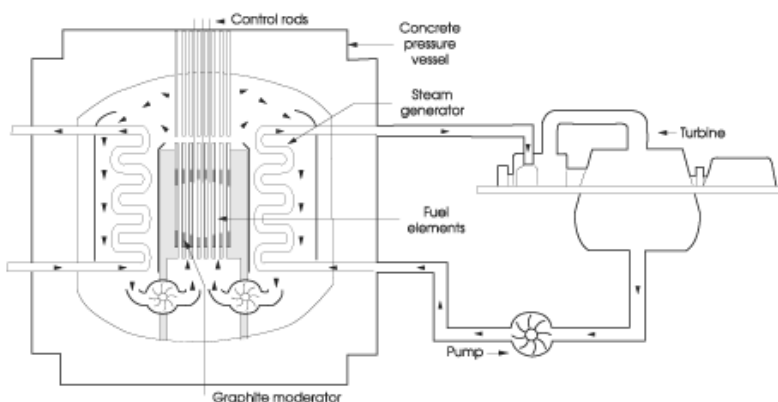 Control rods
Concrete
pressure
vessel
Steam
generator
Turbine
Fuel
elements
Pump
Graphite moderator